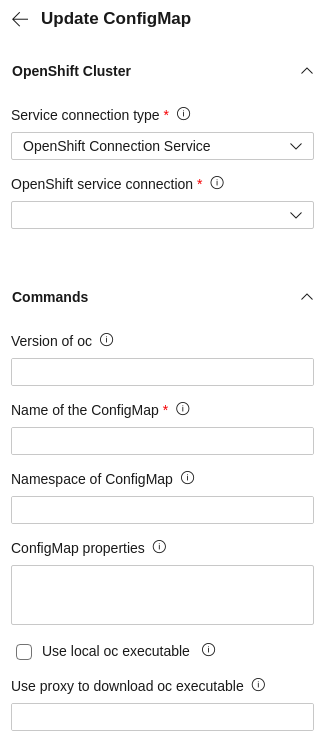 Update ConfigMap
OpenShift Cluster
Service connection type *
OpenShift Connection Service
OpenShift service connection *
Commands
Version of oc
Name of the ConfigMap *
Namespace of ConfigMap
ConfigMap properties
Use local oc executable
Use proxy to download oc executable